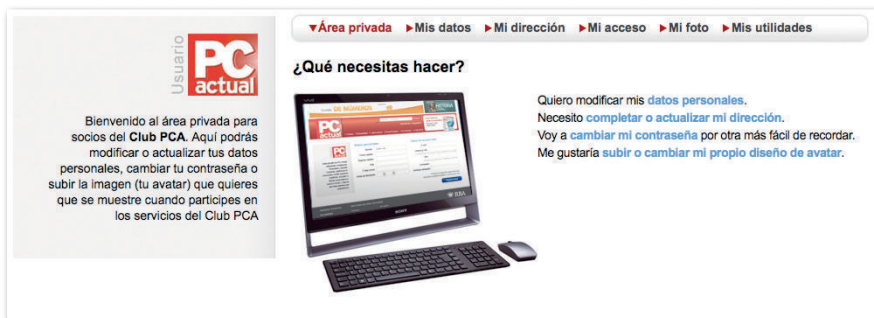 ▼Área privada ▶Mis datos ▶Mi dirección ▶Mi acceso ▶Mi foto ▶Mis utilidades
Usuario
PC
actual
Bienvenido al área privada para
socios del Club PCA. Aquí podrás
modificar o actualizar tus datos
personales, cambiar tu contraseña o
subir la imagen (tu avatar) que quieres
que se muestre cuando participes en
los servicios del Club PCA
¿Qué necesitas hacer?
PC
actual
PC
SONY
Quiero modificar mis datos personales.
Necesito completar o actualizar mi dirección.
Voy a cambiar mi contraseña por otra más fácil de recordar.
Me gustaría subir o cambiar mi propio diseño de avatar.